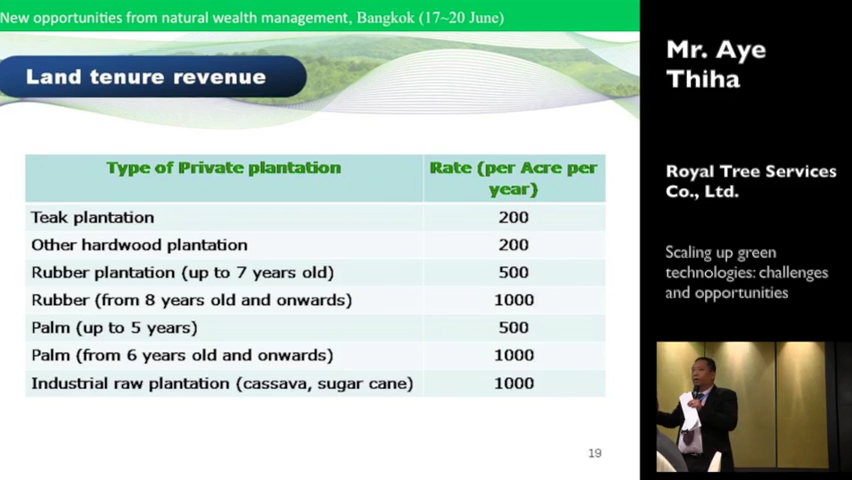 New opportunities from natural wealth management, Bangkok (17~20 June)
Land tenure revenue
Type of Private plantation
Rate (per Acre per
year)
Teak plantation
200
Other hardwood plantation
200
Rubber plantation (up to 7 years old)
500
Rubber (from 8 years old and onwards)
1000
Palm (up to 5 years)
500
Palm (from 6 years old and onwards)
1000
Industrial raw plantation (cassava, sugar cane)
1000
19
Mr. Aye
Thiha
Royal Tree Services
Co., Ltd.
Scaling up green
technologies: challenges
and opportunities